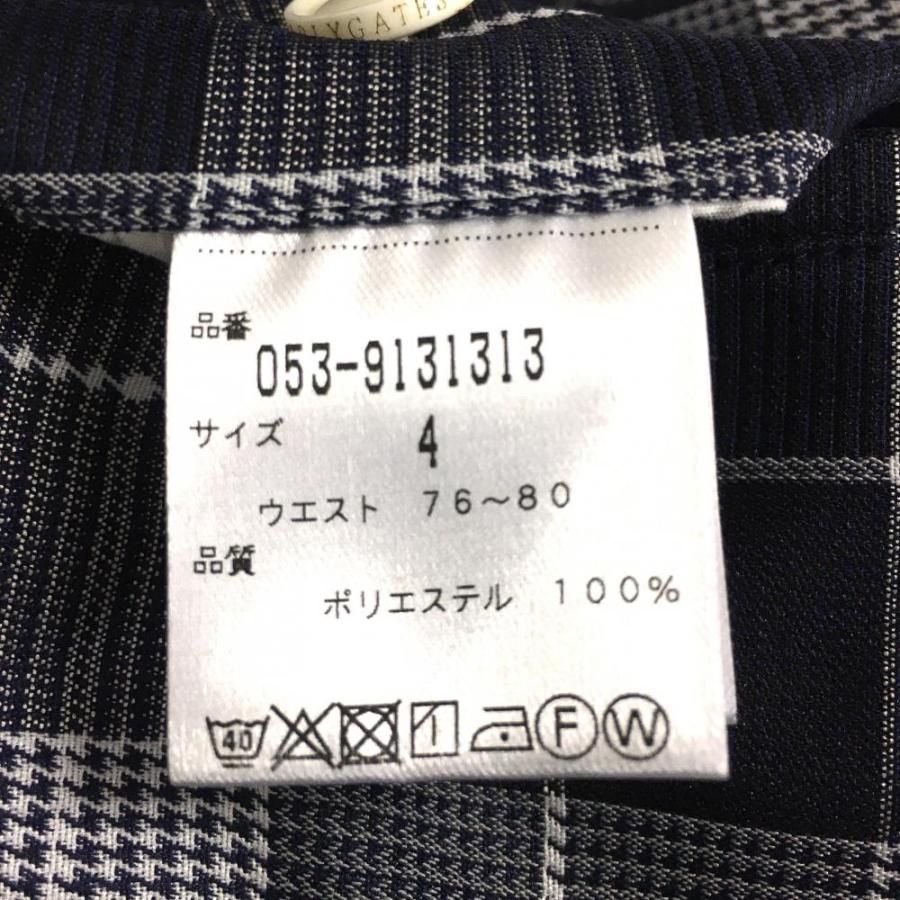 LYGATES
品番
053-9131313
サイズ 4
ウエスト 76～80
品質
ポリエステル 100%
40 F W